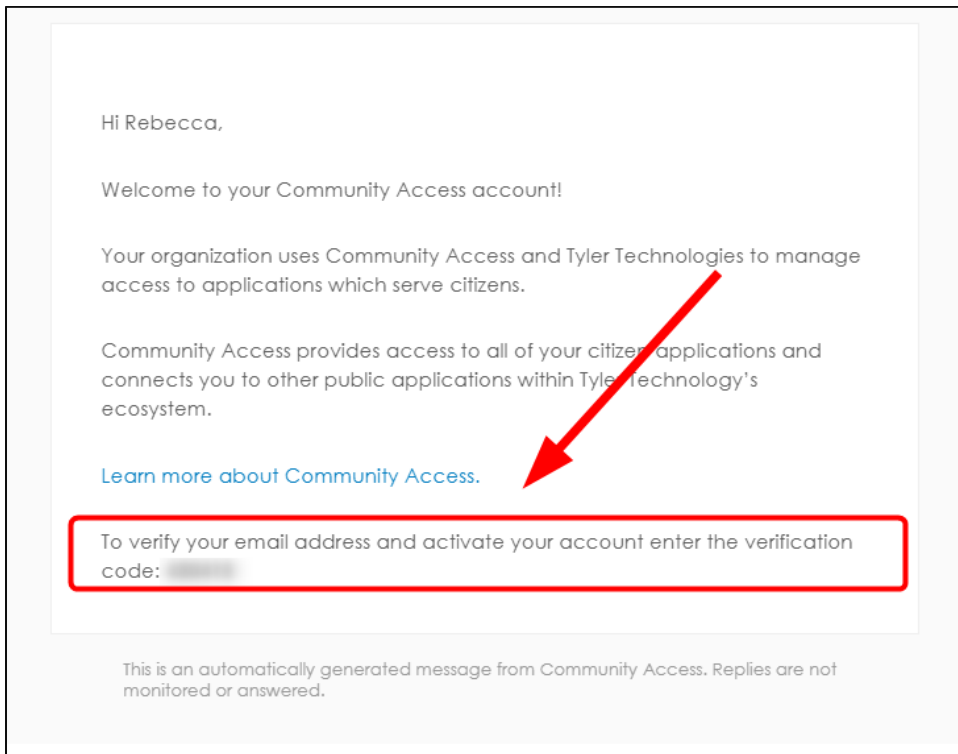 Hi Rebecca,
Welcome to your Community Access account!
Your organization uses Community Access and Tyler Technologies to manage
access to applications which serve citizens.
Community Access provides access to all of your citizen applications and
connects you to other public applications within Tyler Technology’s
ecosystem.
Learn more about Community Access.
To verify your email address and activate your account enter the verification
code:
This is an automatically generated message from Community Access. Replies are not
monitored or answered.